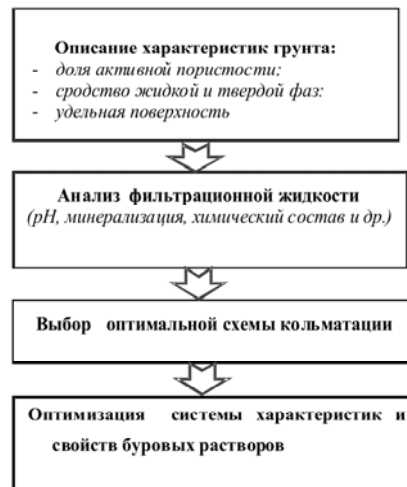 Описание характеристик грунта:
- доля активной пористости;
- сродство жидкой и твердой фаз:
- удельная поверхность
Анализ фильтрационной жидкости
(pH, минерализация, химический состав и др.)
Выбор оптимальной схемы кольматации
Оптимизация системы характеристик и
свойств буровых растворов